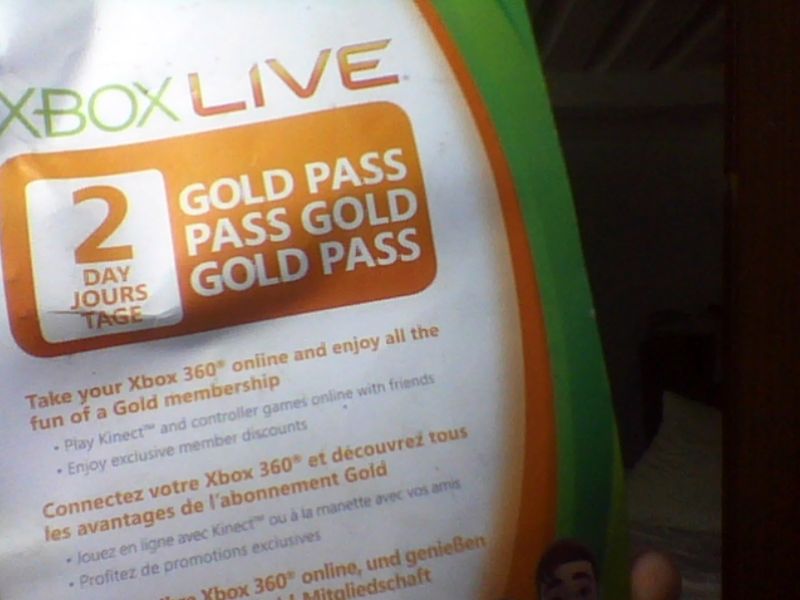 XBOX LIVE
2
DAY
JOURS
TAGE
GOLD PASS
PASS GOLD
GOLD PASS
Take your Xbox 360® online and enjoy all the
fun of a Gold membership
• Play Kinect™ and controller games online with friends
• Enjoy exclusive member discounts
Connectez votre Xbox 360® et découvrez tous
les avantages de l'abonnement Gold
• Jouez en ligne avec Kinect™ ou à la manette avec vos amis
• Profitez de promotions exclusives
Xbox 360® online, und genießen
Mitgliedschaft